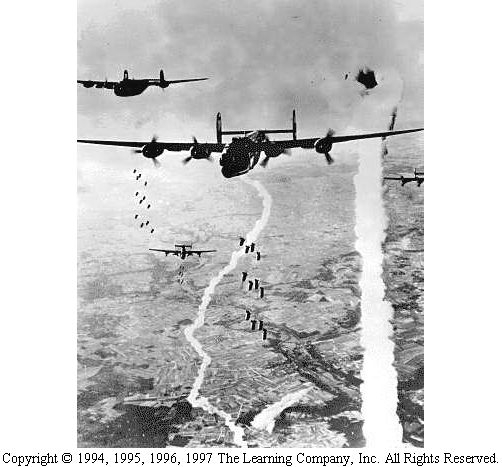 Copyright © 1994, 1995, 1996, 1997 The Learning Company, Inc. All Rights Reserved.